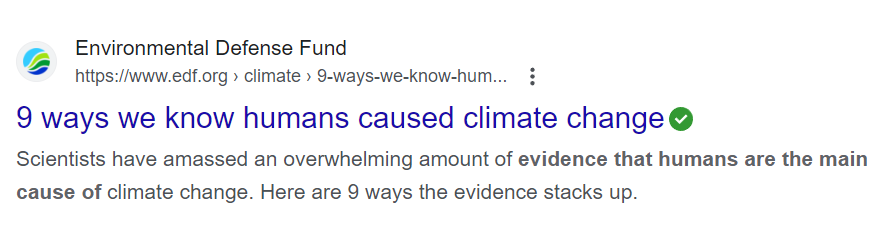 Environmental Defense Fund
https://www.edf.org › climate › 9-ways-we-know-hum...
9 ways we know humans caused climate change
Scientists have amassed an overwhelming amount of evidence that humans are the main
cause of climate change. Here are 9 ways the evidence stacks up.